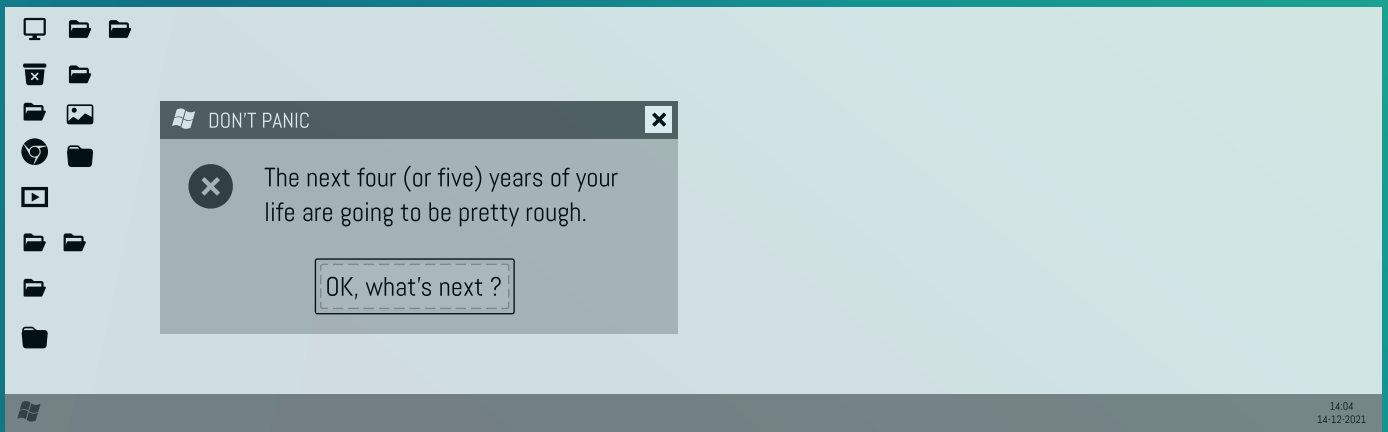 DON'T PANIC
The next four (or five) years of your
life are going to be pretty rough.
OK, what's next ?
14:04
14-12-2021